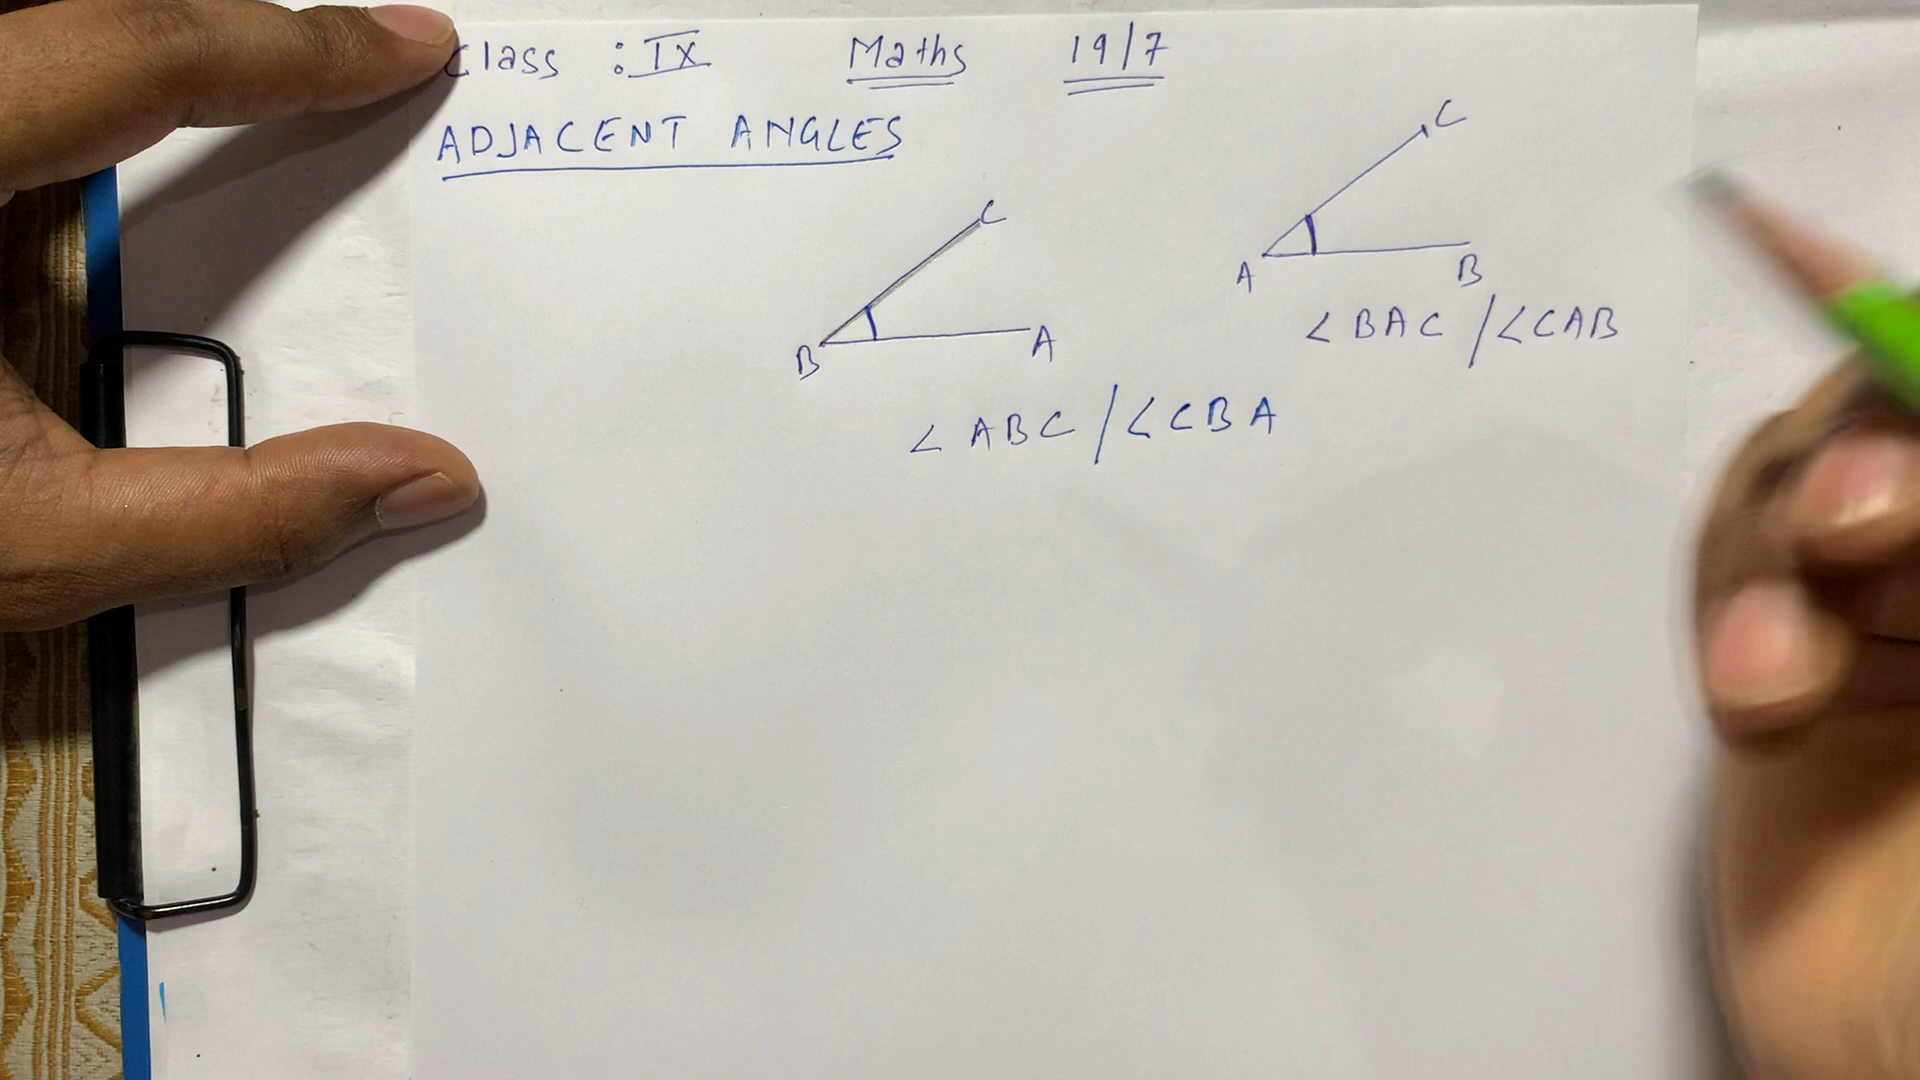 Class : IX Maths 19/7
ADJACENT ANGLES
C
C
A
B
B
A
∠BAC / ∠CAB
∠ABC / ∠CBA